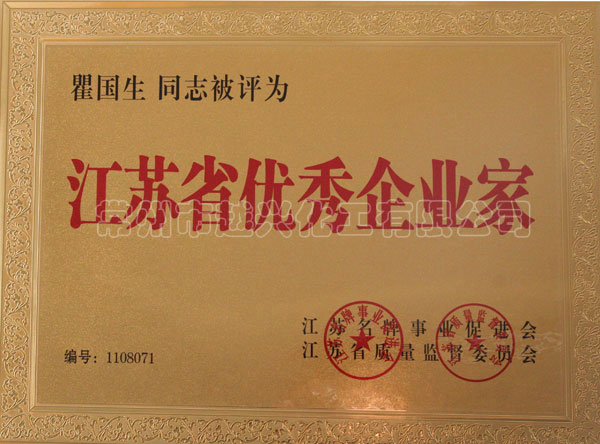 瞿国生 同志被评为
江苏省优秀企业家
江苏名牌事业促进会
江苏省质量监督委员会
编号：1108071